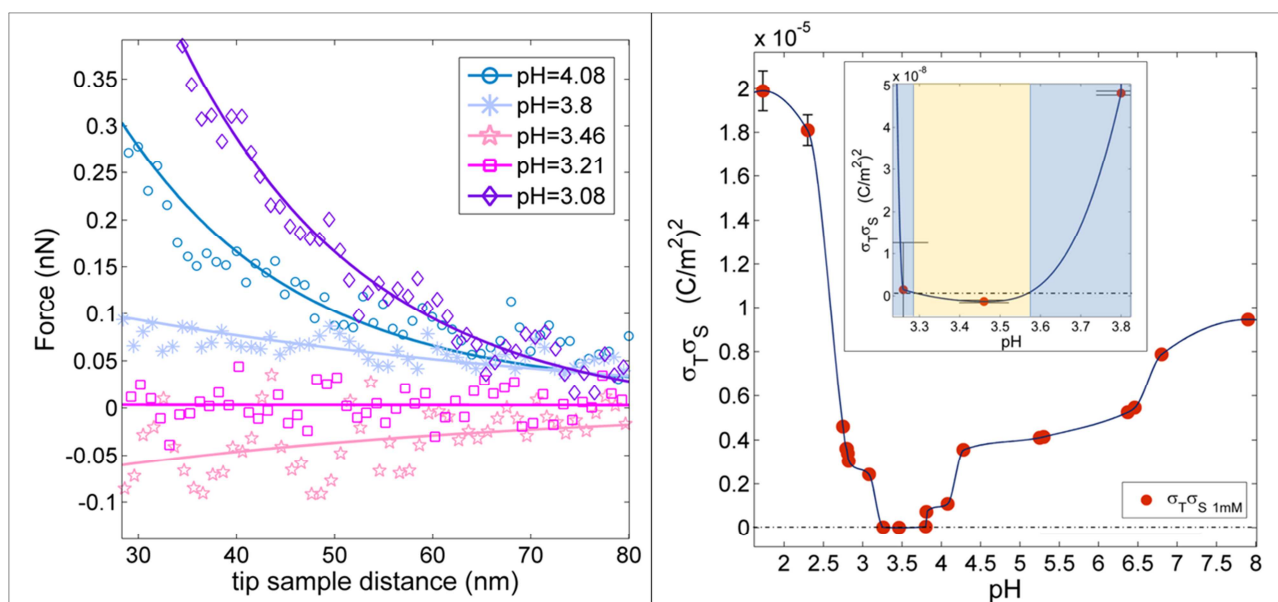 0.35
0.3
0.25
0.2
0.15
0.1
0.05
0
-0.05
-0.1
Force (nN)
30 40 50 60 70 80
tip sample distance (nm)
pH=4.08
pH=3.8
pH=3.46
pH=3.21
pH=3.08
x 10⁻⁵
2
1.8
1.6
1.4
1.2
1
0.8
0.6
0.4
0.2
0
σTσS (C/m²)²
2 2.5 3 3.5 4 4.5 5 5.5 6 6.5 7 7.5 8
pH
σTσS 1mM
x 10⁻⁸
5
4
3
2
1
0
σTσS (C/m²)²
3.3 3.4 3.5 3.6 3.7 3.8
pH